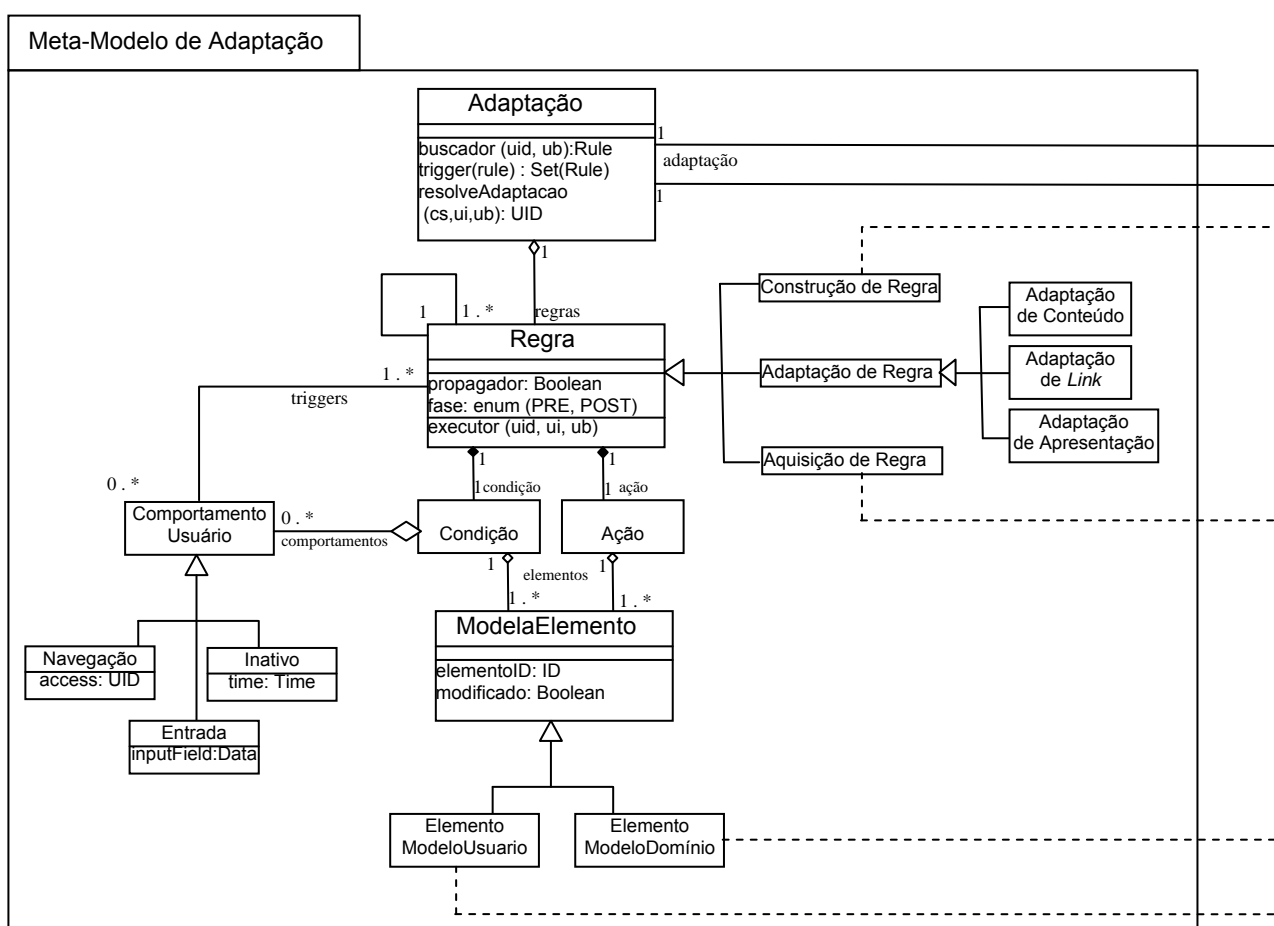 Meta-Modelo de Adaptação
Adaptação
buscador (uid, ub):Rule
trigger(rule) : Set(Rule)
resolveAdaptacao
(cs,ui,ub): UID
1
adaptação
1
1
regras
1
1 . *
Regra
propagador: Boolean
fase: enum (PRE, POST)
executor (uid, ui, ub)
Construção de Regra
Adaptação de Regra
Aquisição de Regra
Adaptação
de Conteúdo
Adaptação
de Link
Adaptação
de Apresentação
1 . *
triggers
0 . *
1
1
condição
1
1
ação
Comportamento
Usuário
0 . *
comportamentos
Condição
Ação
1
elementos
1
1 . *
1 . *
Navegação
access: UID
Inativo
time: Time
Entrada
inputField:Data
ModelaElemento
elementoID: ID
modificado: Boolean
Elemento
ModeloUsuario
Elemento
ModeloDomínio